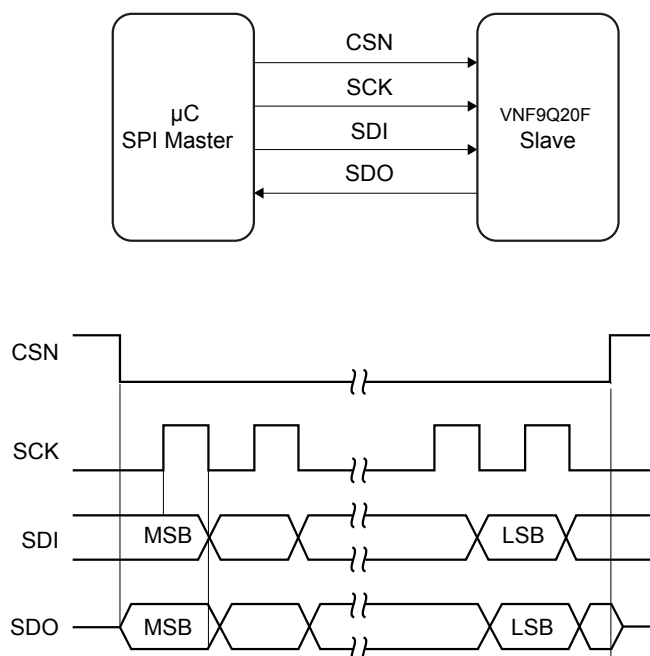 CSN
SCK
SDI
SDO
µC
SPI Master
VNF9Q20F
Slave
CSN
SCK
SDI
MSB
LSB
SDO
MSB
LSB